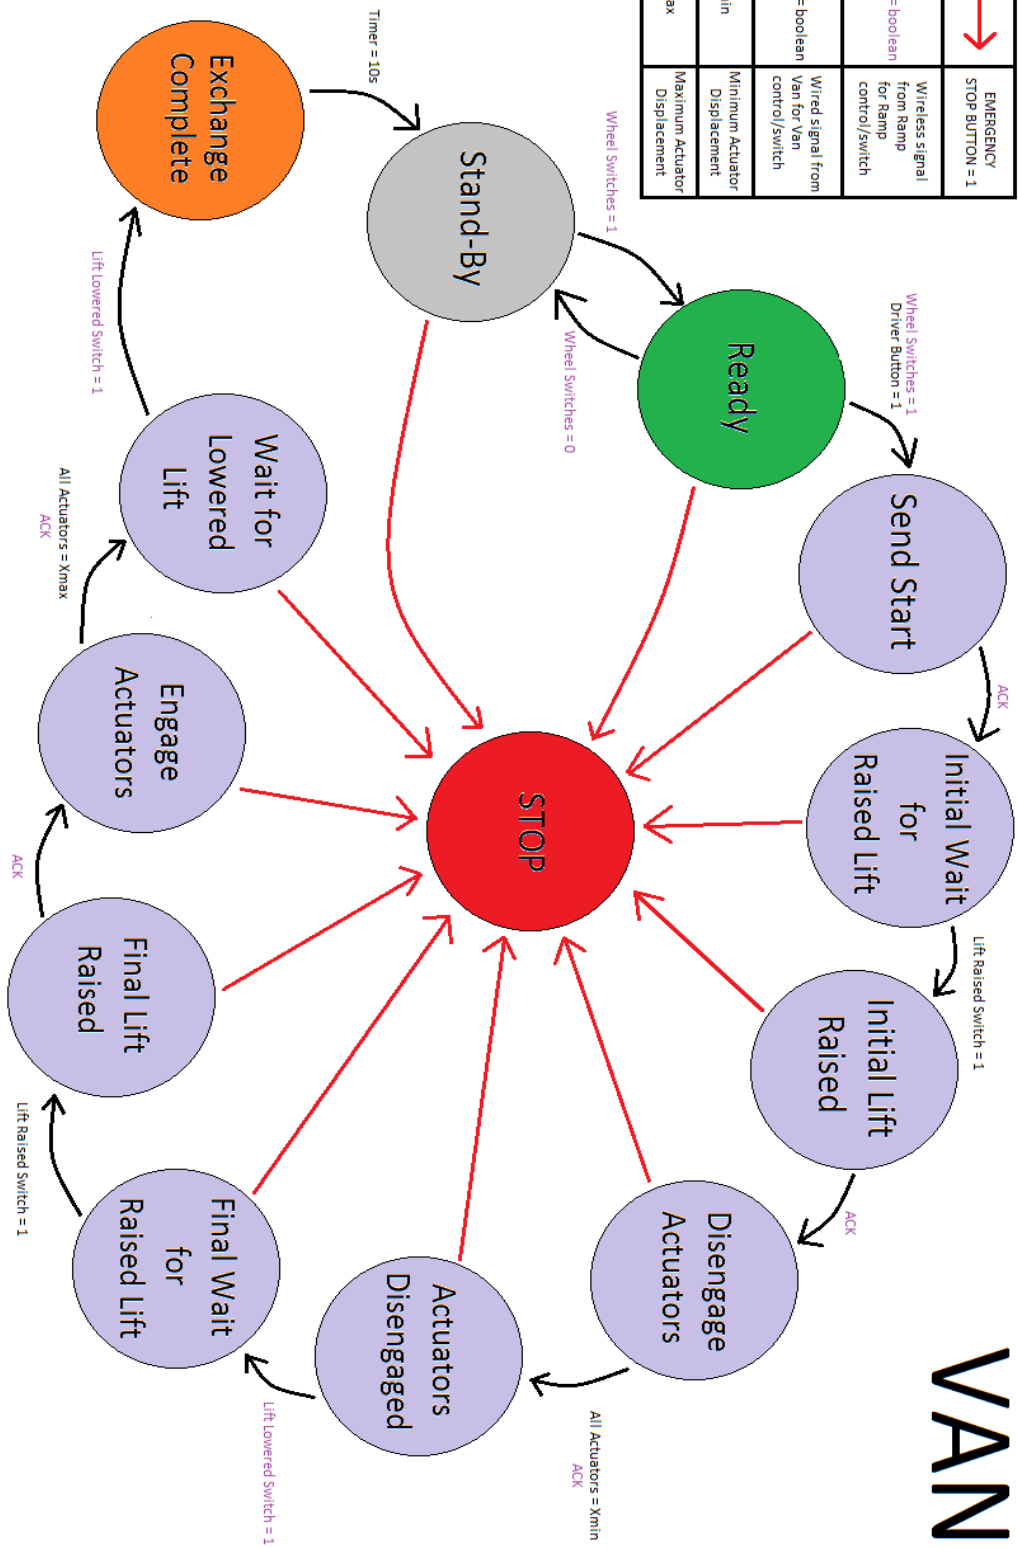 VAN
EMERGENCY
STOP BUTTON = 1
= boolean
Wireless signal
from Ramp
for Ramp
control/switch
= boolean
Wired signal from
Van for Van
control/switch
Minimum Actuator
Displacement
Maximum Actuator
Displacement
Exchange
Complete
Timer = 10s
Stand-By
Wheel Switches = 1
Wheel Switches = 0
Ready
Wheel Switches = 1
Driver Button = 1
Send Start
ACK
Initial Wait
for
Raised Lift
Lift Raised Switch = 1
Initial Lift
Raised
ACK
Disengage
Actuators
All Actuators = Xmin
ACK
Actuators
Disengaged
Lift Lowered Switch = 1
Final Wait
for
Raised Lift
Lift Raised Switch = 1
Final Lift
Raised
ACK
Engage
Actuators
All Actuators = Xmax
ACK
Wait for
Lowered
Lift
Lift Lowered Switch = 1
STOP